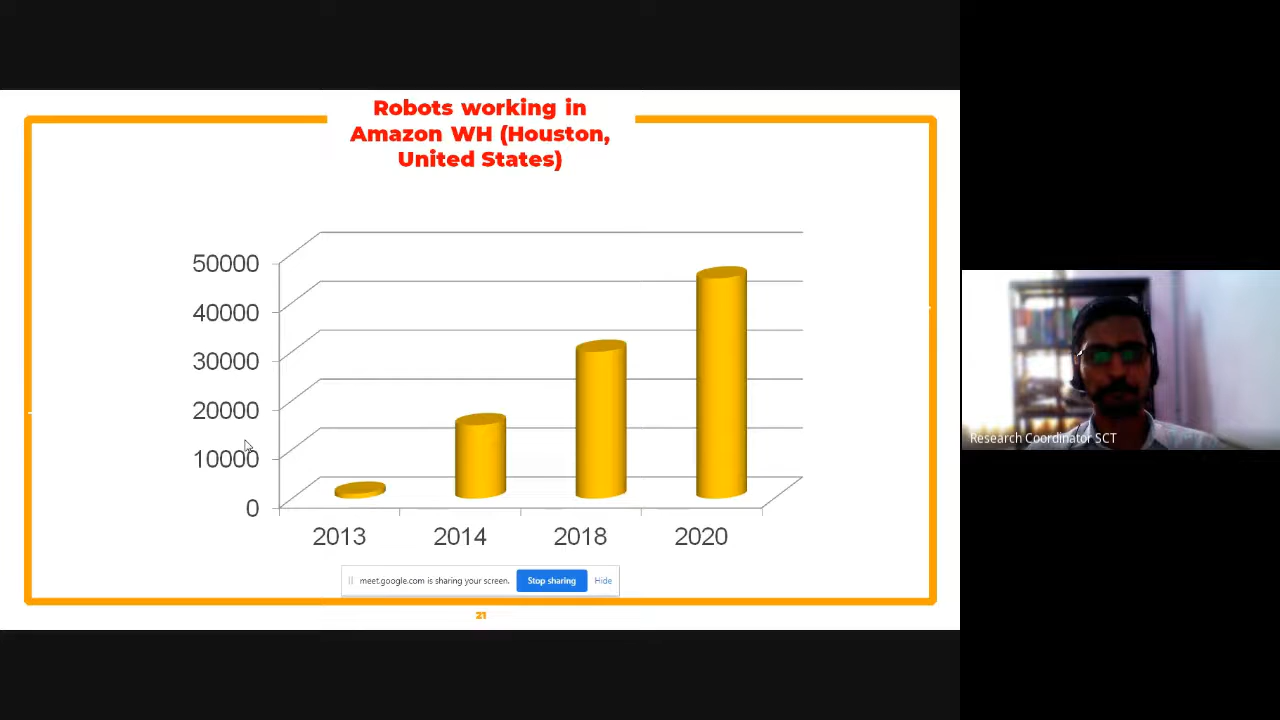 Robots working in
Amazon WH (Houston,
United States)
50000
40000
30000
20000
10000
0
2013 2014 2018 2020
meet.google.com is sharing your screen. Stop sharing Hide
21
Research Coordinator SCT